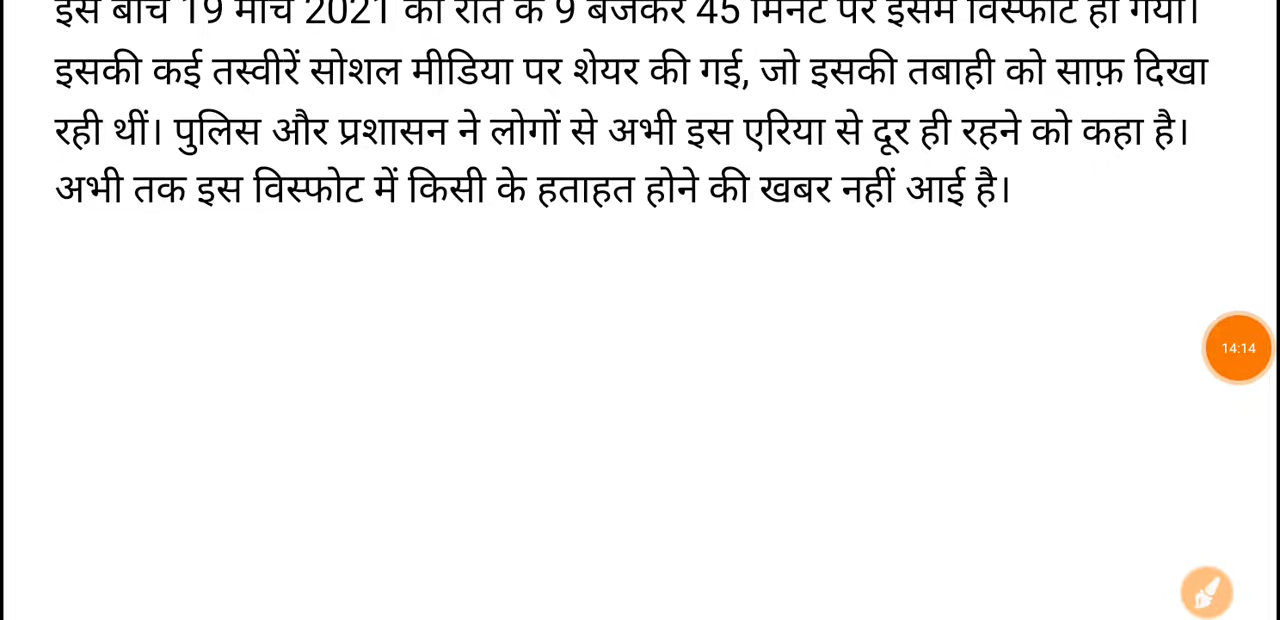 इस बीच 19 मार्च 2021 की रात के 9 बजकर 45 मिनट पर इसमें विस्फोट हो गया।
इसकी कई तस्वीरें सोशल मीडिया पर शेयर की गई, जो इसकी तबाही को साफ़ दिखा
रही थीं। पुलिस और प्रशासन ने लोगों से अभी इस एरिया से दूर ही रहने को कहा है।
अभी तक इस विस्फोट में किसी के हताहत होने की खबर नहीं आई है।
14:14